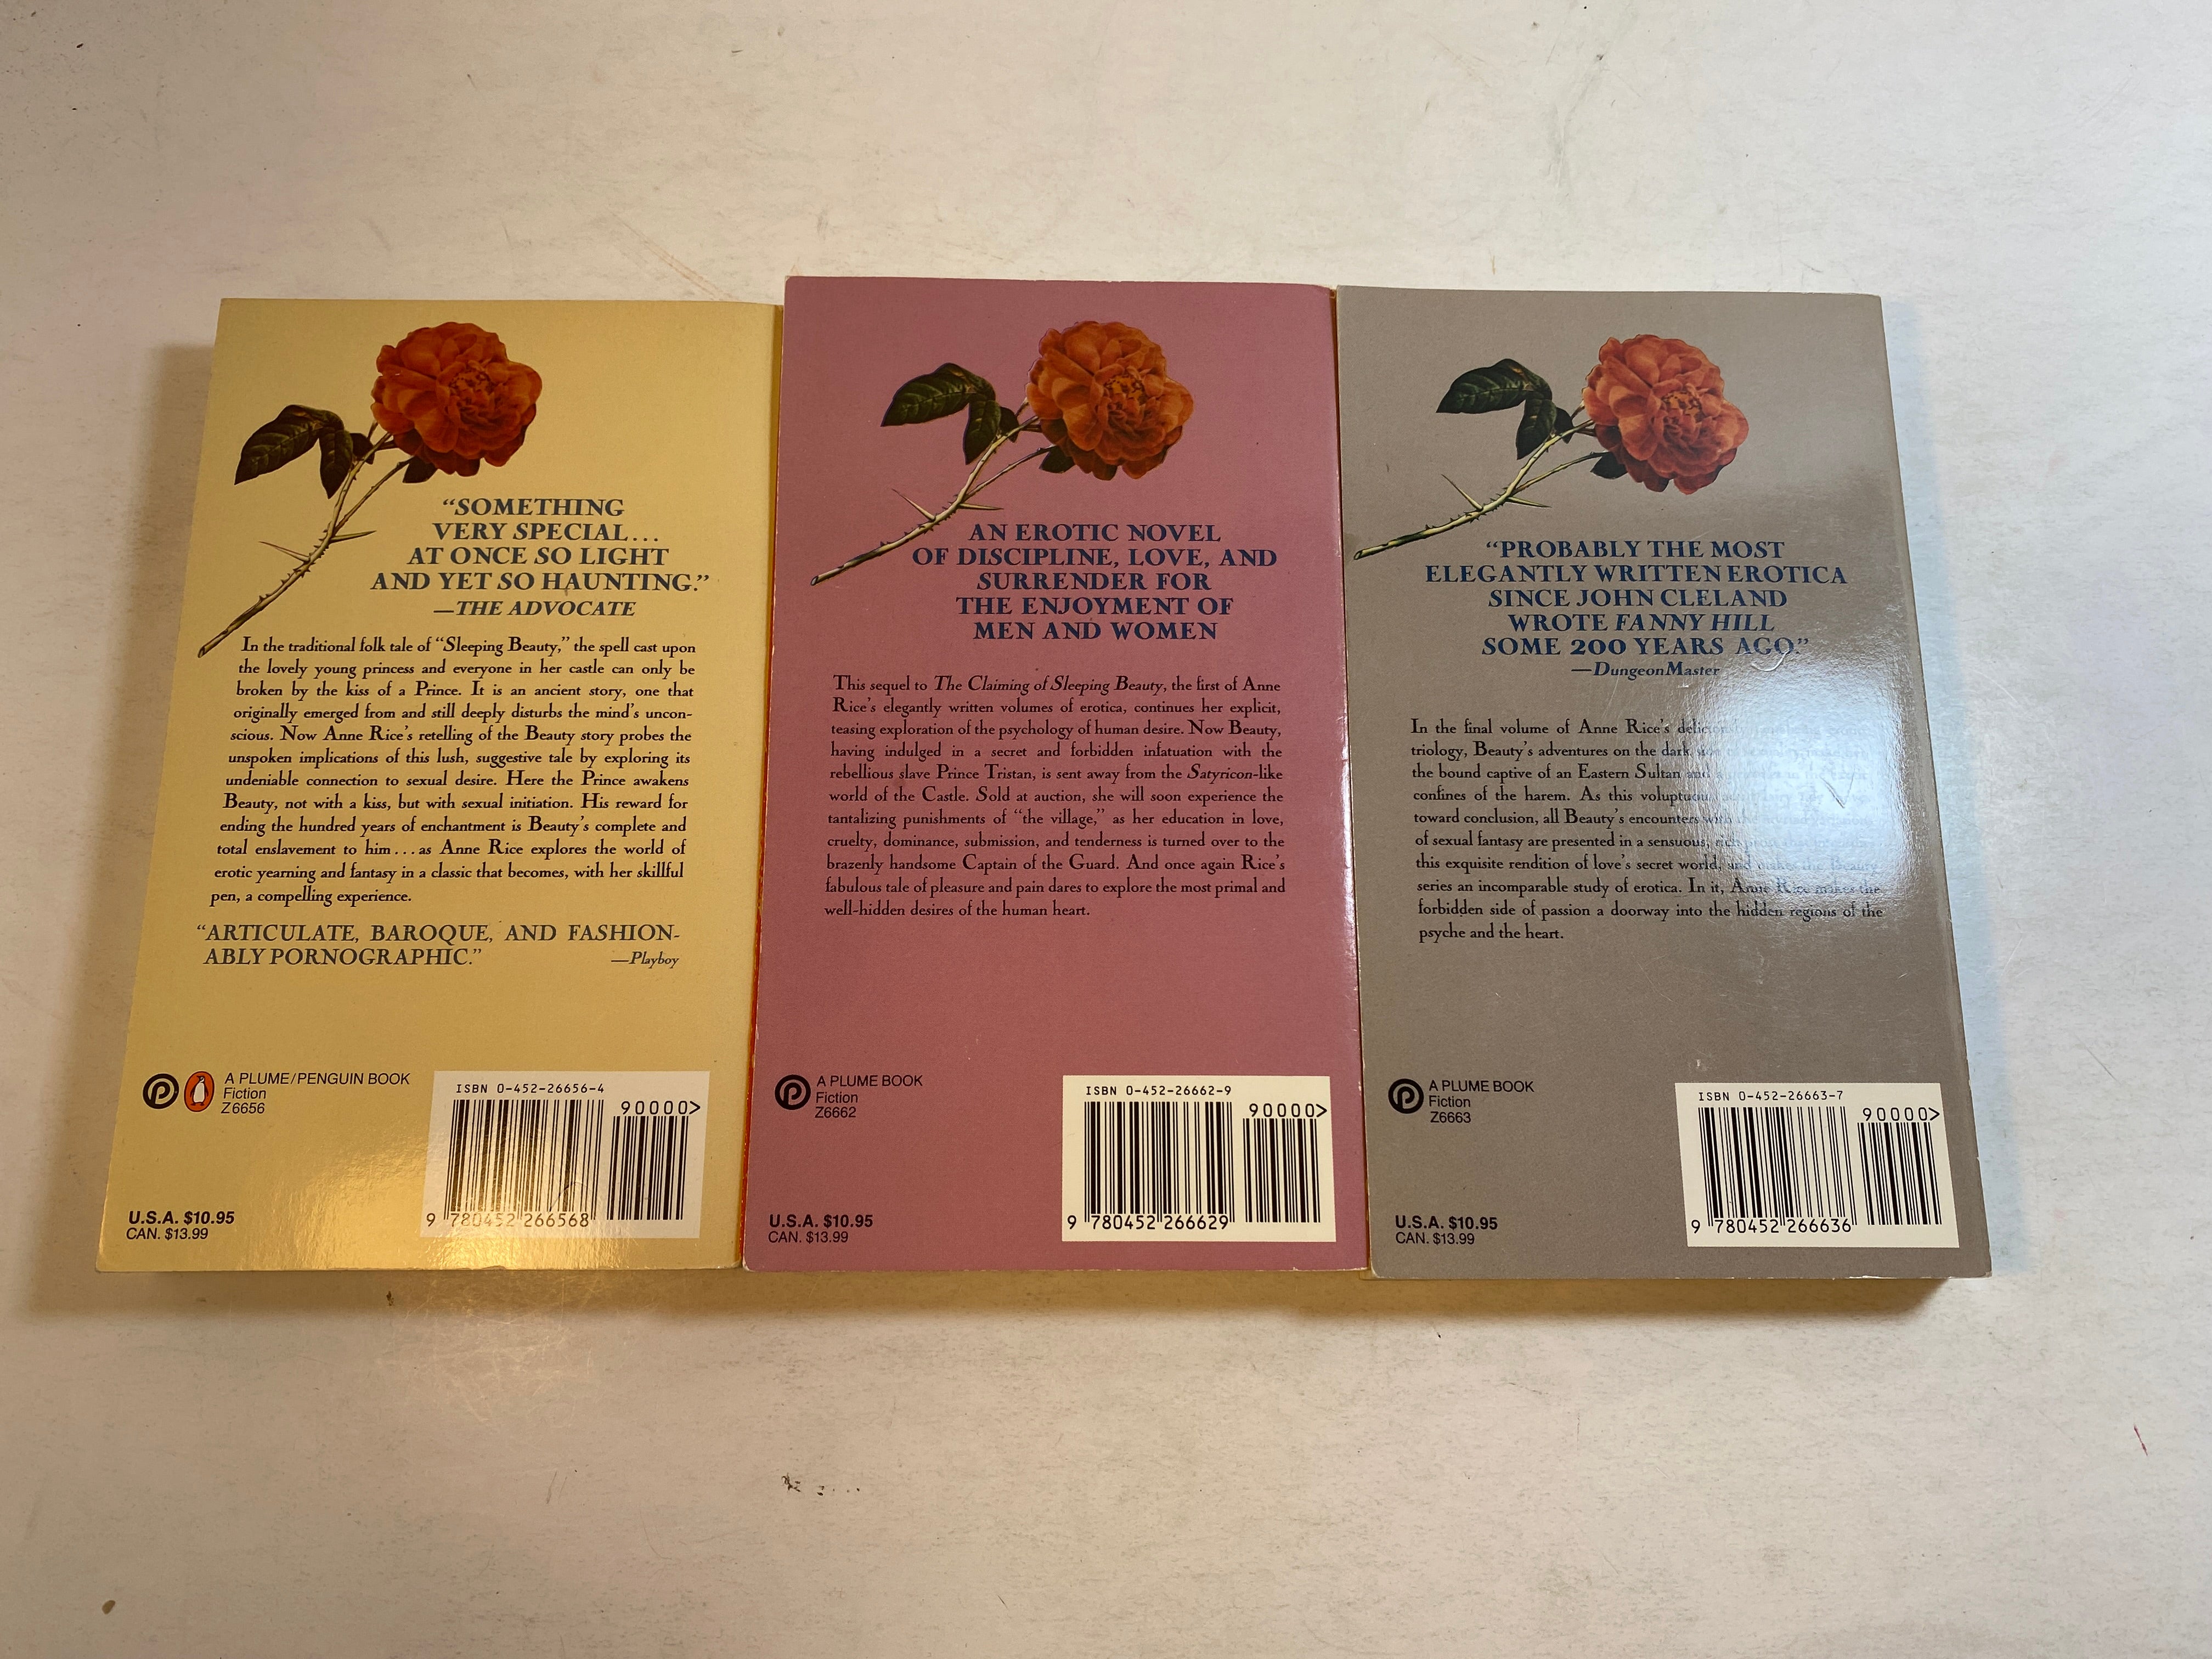 “SOMETHING
VERY SPECIAL...
AT ONCE SO LIGHT
AND YET SO HAUNTING.”
—THE ADVOCATE
In the traditional folk tale of “Sleeping Beauty,” the spell cast upon
the lovely young princess and everyone in her castle can only be
broken by the kiss of a Prince. It is an ancient story, one that
originally emerged from and still deeply disturbs the mind’s uncon-
scious. Now Anne Rice’s retelling of the Beauty story probes the
unspoken implications of this lush, suggestive tale by exploring its
undeniable connection to sexual desire. Here the Prince awakens
Beauty, not with a kiss, but with sexual initiation. His reward for
ending the hundred years of enchantment is Beauty’s complete and
total enslavement to him...as Anne Rice explores the world of
erotic yearning and fantasy in a classic that becomes, with her skillful
pen, a compelling experience.
“ARTICULATE, BAROQUE, AND FASHION-
ABLY PORNOGRAPHIC.” —Playboy
A PLUME/PENGUIN BOOK
Fiction
Z6656
ISBN 0-452-26656-4
90000>
9 780452 266568
U.S.A. $10.95
CAN. $13.99
AN EROTIC NOVEL
OF DISCIPLINE, LOVE, AND
SURRENDER FOR
THE ENJOYMENT OF
MEN AND WOMEN
This sequel to The Claiming of Sleeping Beauty, the first of Anne
Rice’s elegantly written volumes of erotica, continues her explicit,
teasing exploration of the psychology of human desire. Now Beauty,
having indulged in a secret and forbidden infatuation with the
rebellious slave Prince Tristan, is sent away from the Satyricon-like
world of the Castle. Sold at auction, she will soon experience the
tantalizing punishments of “the village,” as her education in love,
cruelty, dominance, submission, and tenderness is turned over to the
brazenly handsome Captain of the Guard. And once again Rice’s
fabulous tale of pleasure and pain dares to explore the most primal and
well-hidden desires of the human heart.
A PLUME BOOK
Fiction
Z6662
ISBN 0-452-26662-9
90000>
9 780452 266629
U.S.A. $10.95
CAN. $13.99
“PROBABLY THE MOST
ELEGANTLY WRITTEN EROTICA
SINCE JOHN CLELAND
WROTE FANNY HILL
SOME 200 YEARS AGO.”
—DungeonMaster
In the final volume of Anne Rice’s
triology, Beauty’s adventures on the dark
the bound captive of an Eastern Sultan and
confines of the harem. As this
toward conclusion, all Beauty’s encounters with the
of sexual fantasy are presented in a sensuous,
this exquisite rendition of love’s secret world, and makes the Beauty
series an incomparable study of erotica. In it, Anne Rice makes the
forbidden side of passion a doorway into the hidden regions of the
psyche and the heart.
A PLUME BOOK
Fiction
Z6663
ISBN 0-452-26663-7
90000>
9 780452 266636
U.S.A. $10.95
CAN. $13.99